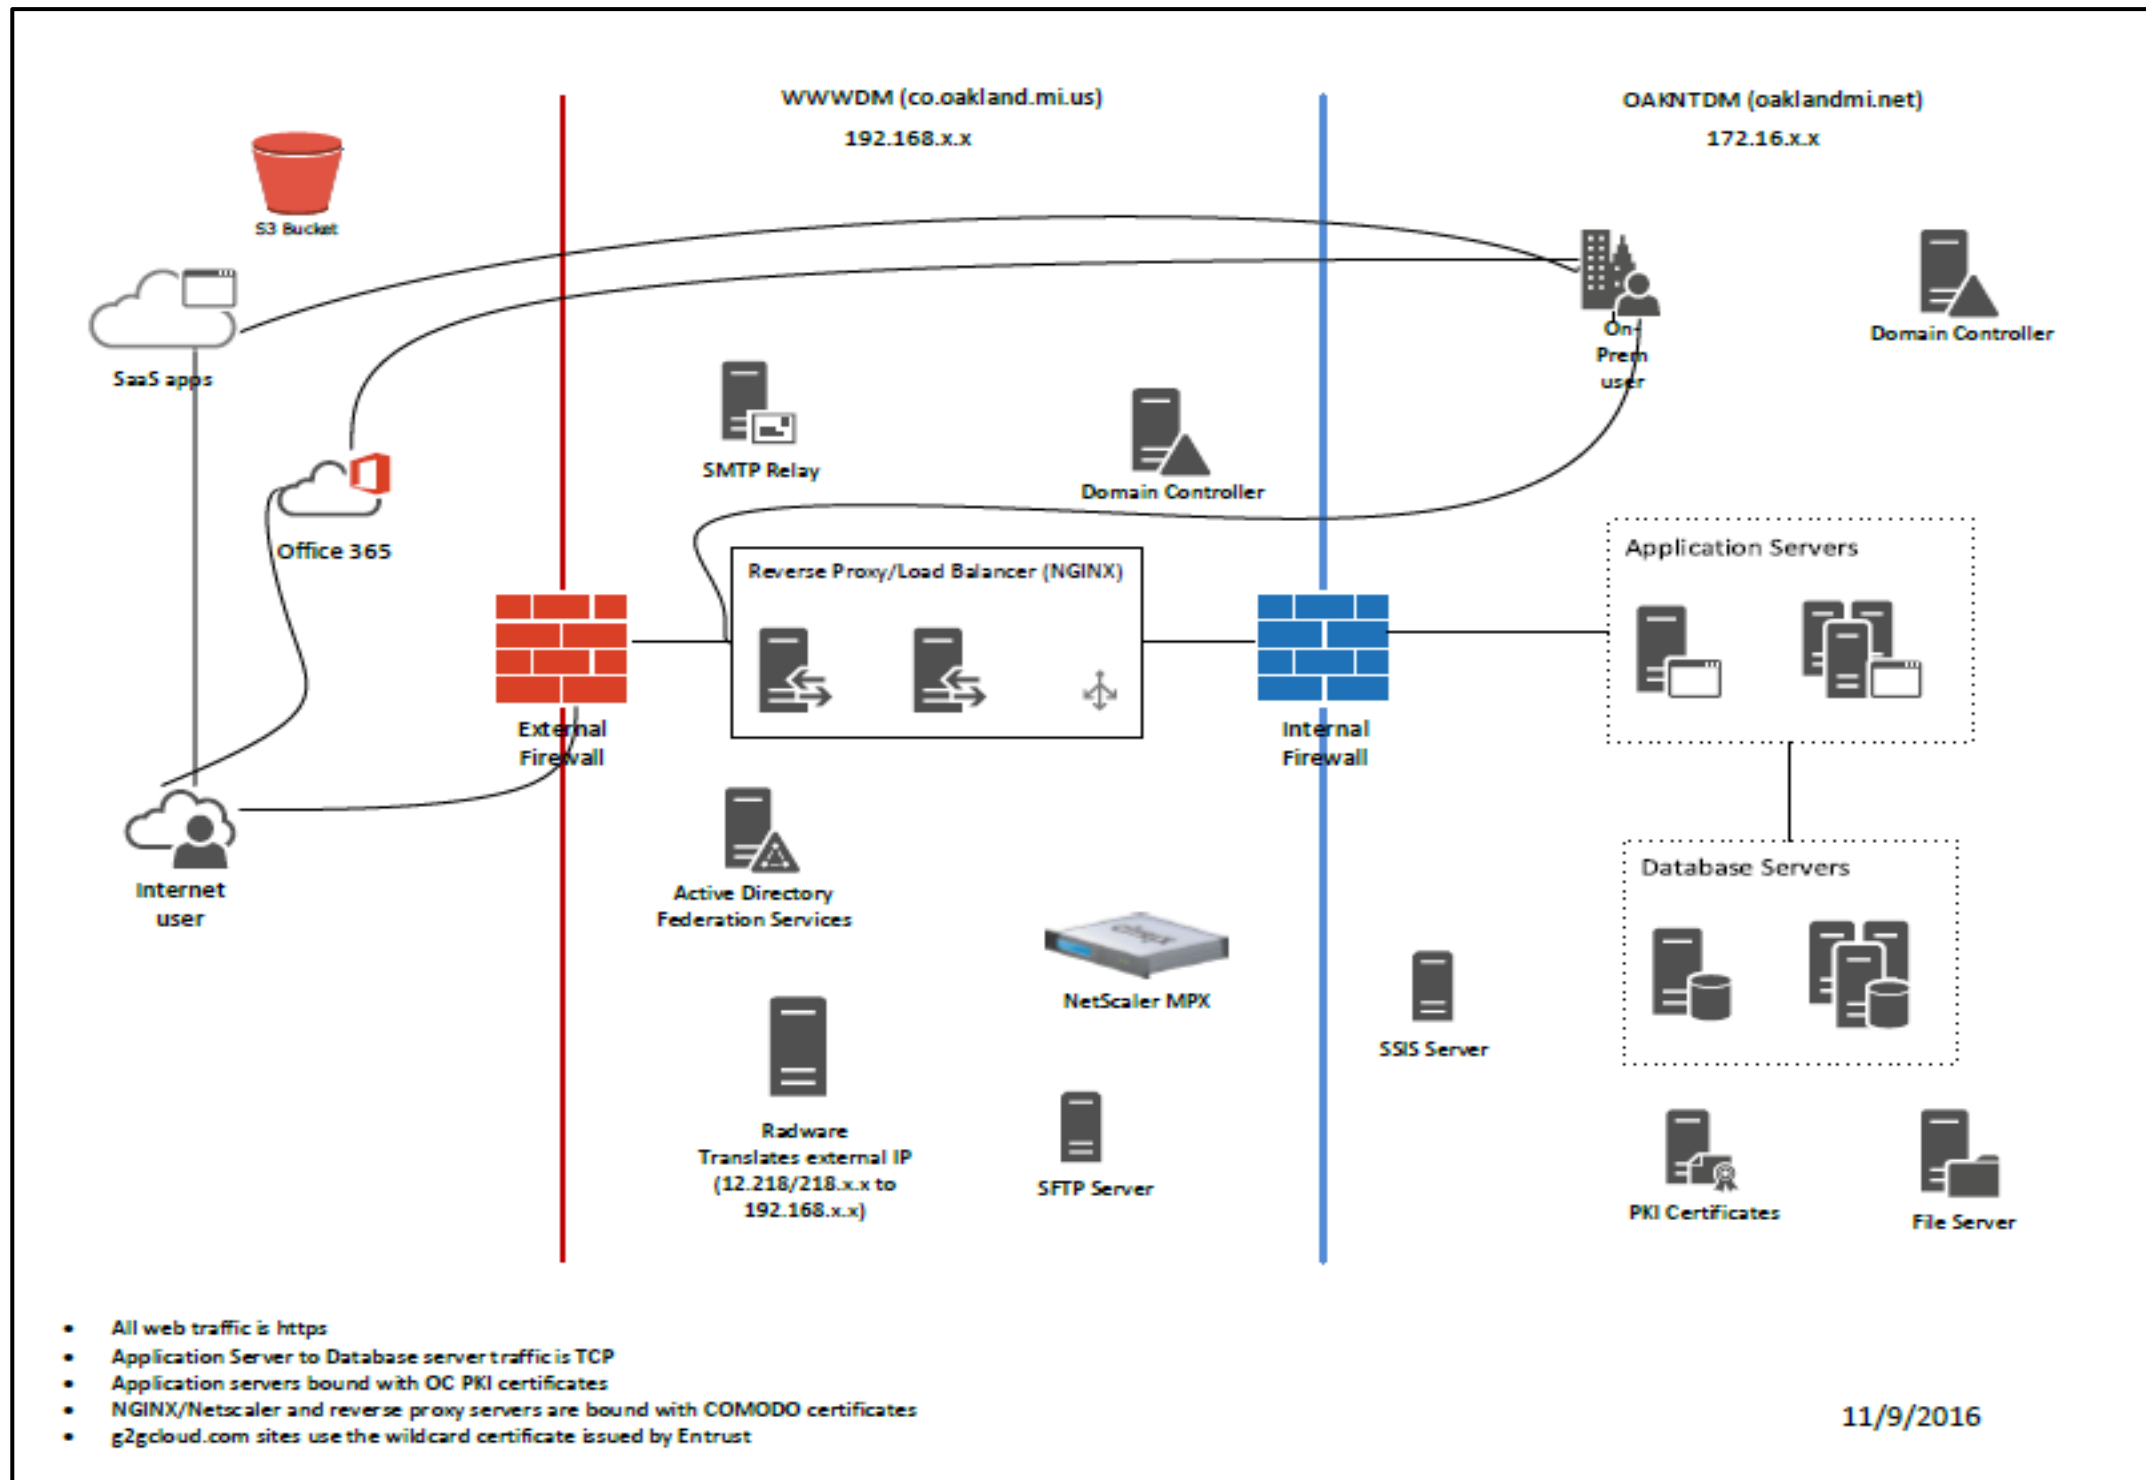 WWWDM (co.oakland.mi.us)
192.168.x.x
OAKNTDM (oaklandmi.net)
172.16.x.x
S3 Bucket
SaaS apps
Office 365
Internet
user
External
Firewall
SMTP Relay
Domain Controller
Reverse Proxy/Load Balancer (NGINX)
Active Directory
Federation Services
citrix
NetScaler MPX
Radware
Translates external IP
(12.218/218.x.x to
192.168.x.x)
SFTP Server
Internal
Firewall
On-
Prem
user
Domain Controller
Application Servers
Database Servers
SSIS Server
PKI Certificates
File Server
• All web traffic is https
• Application Server to Database server traffic is TCP
• Application servers bound with OC PKI certificates
• NGINX/Netscaler and reverse proxy servers are bound with COMODO certificates
• g2gcloud.com sites use the wildcard certificate issued by Entrust
11/9/2016